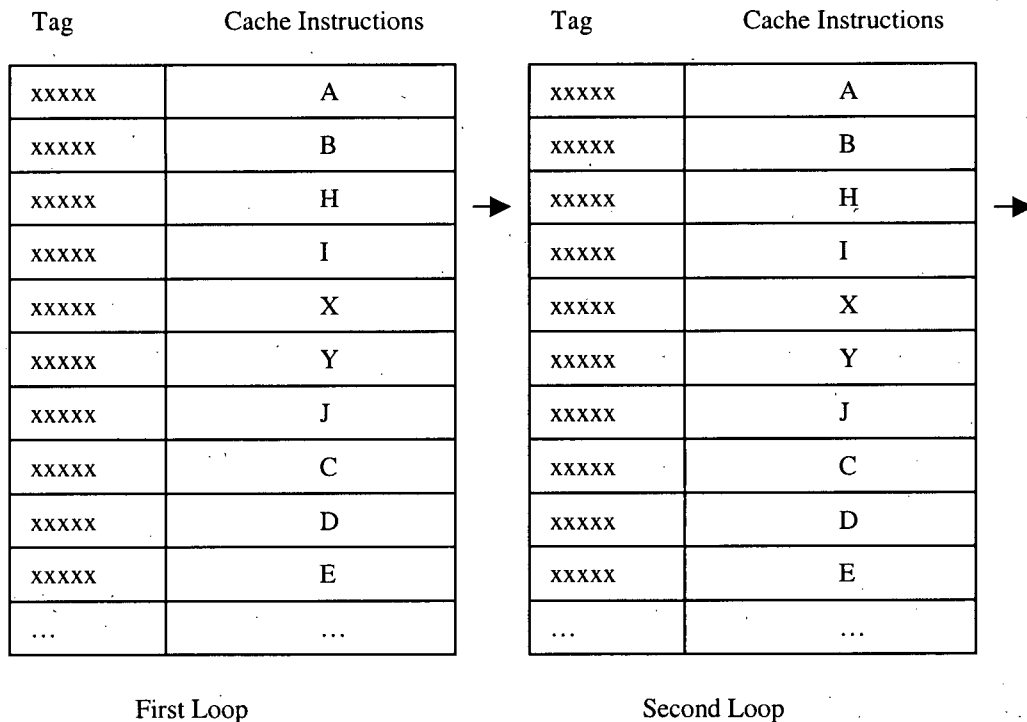 Tag Cache Instructions Tag Cache Instructions
xxxxx A xxxxx A
xxxxx B xxxxx B
xxxxx H xxxxx H
xxxxx I xxxxx I
xxxxx X xxxxx X
xxxxx Y xxxxx Y
xxxxx J xxxxx J
xxxxx C xxxxx C
xxxxx D xxxxx D
xxxxx E xxxxx E
... ... ... ...
First Loop Second Loop